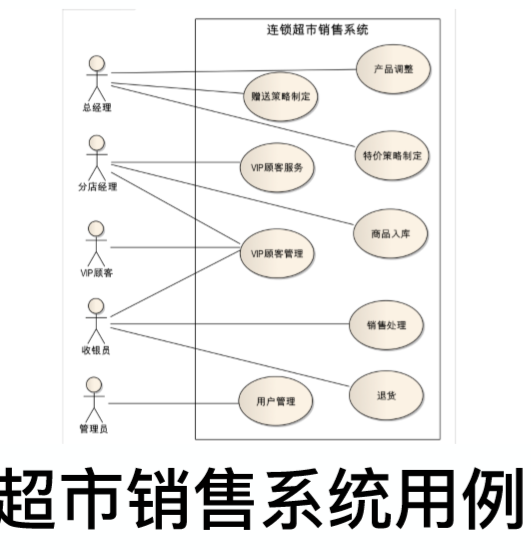 连锁超市销售系统
产品调整
赠送策略制定
总经理
特价策略制定
分店经理
VIP顾客服务
商品入库
VIP顾客
VIP顾客管理
收银员
销售处理
退货
管理员
用户管理
超市销售系统用例